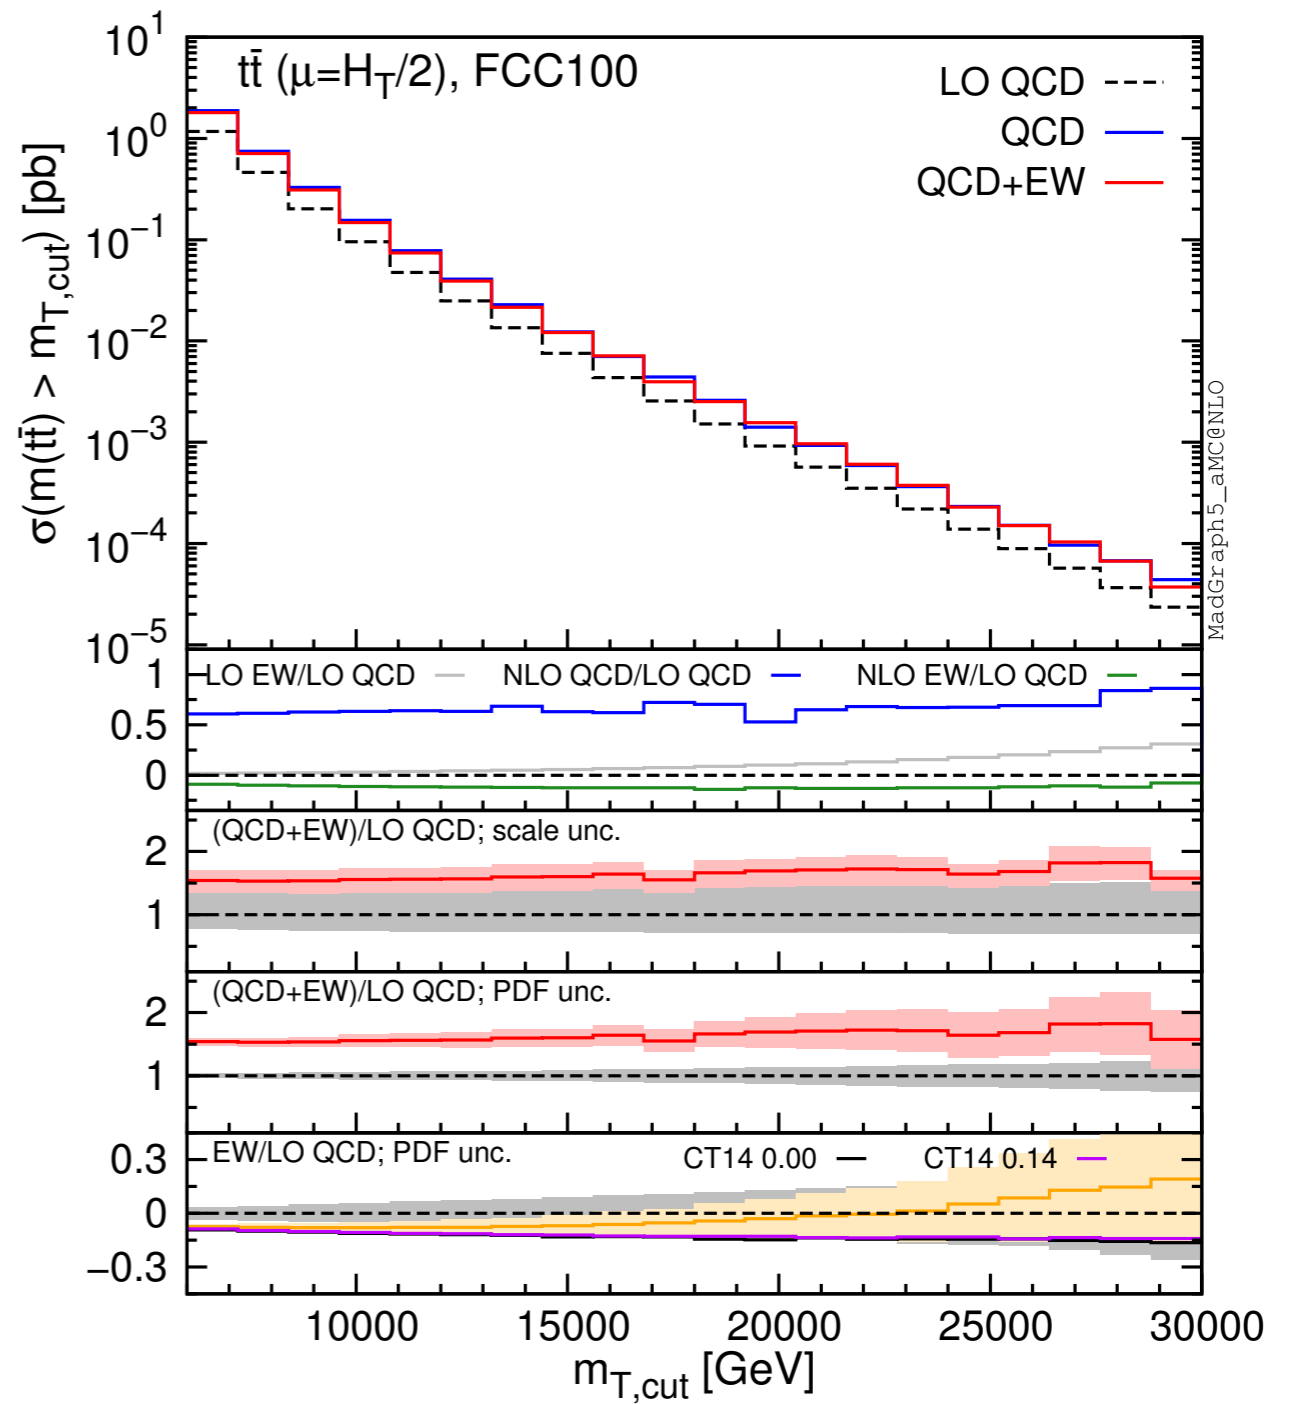 tt̄ (μ=H_T/2), FCC100
LO QCD
QCD
QCD+EW
10^1
10^0
10^−1
10^−2
10^−3
10^−4
10^−5
σ(m(tt̄) > m_T,cut) [pb]
MadGraph5_aMC@NLO
LO EW/LO QCD NLO QCD/LO QCD NLO EW/LO QCD
1
0.5
0
(QCD+EW)/LO QCD; scale unc.
2
1
(QCD+EW)/LO QCD; PDF unc.
2
1
EW/LO QCD; PDF unc. CT14 0.00 CT14 0.14
0.3
0
−0.3
10000 15000 20000 25000 30000
m_T,cut [GeV]